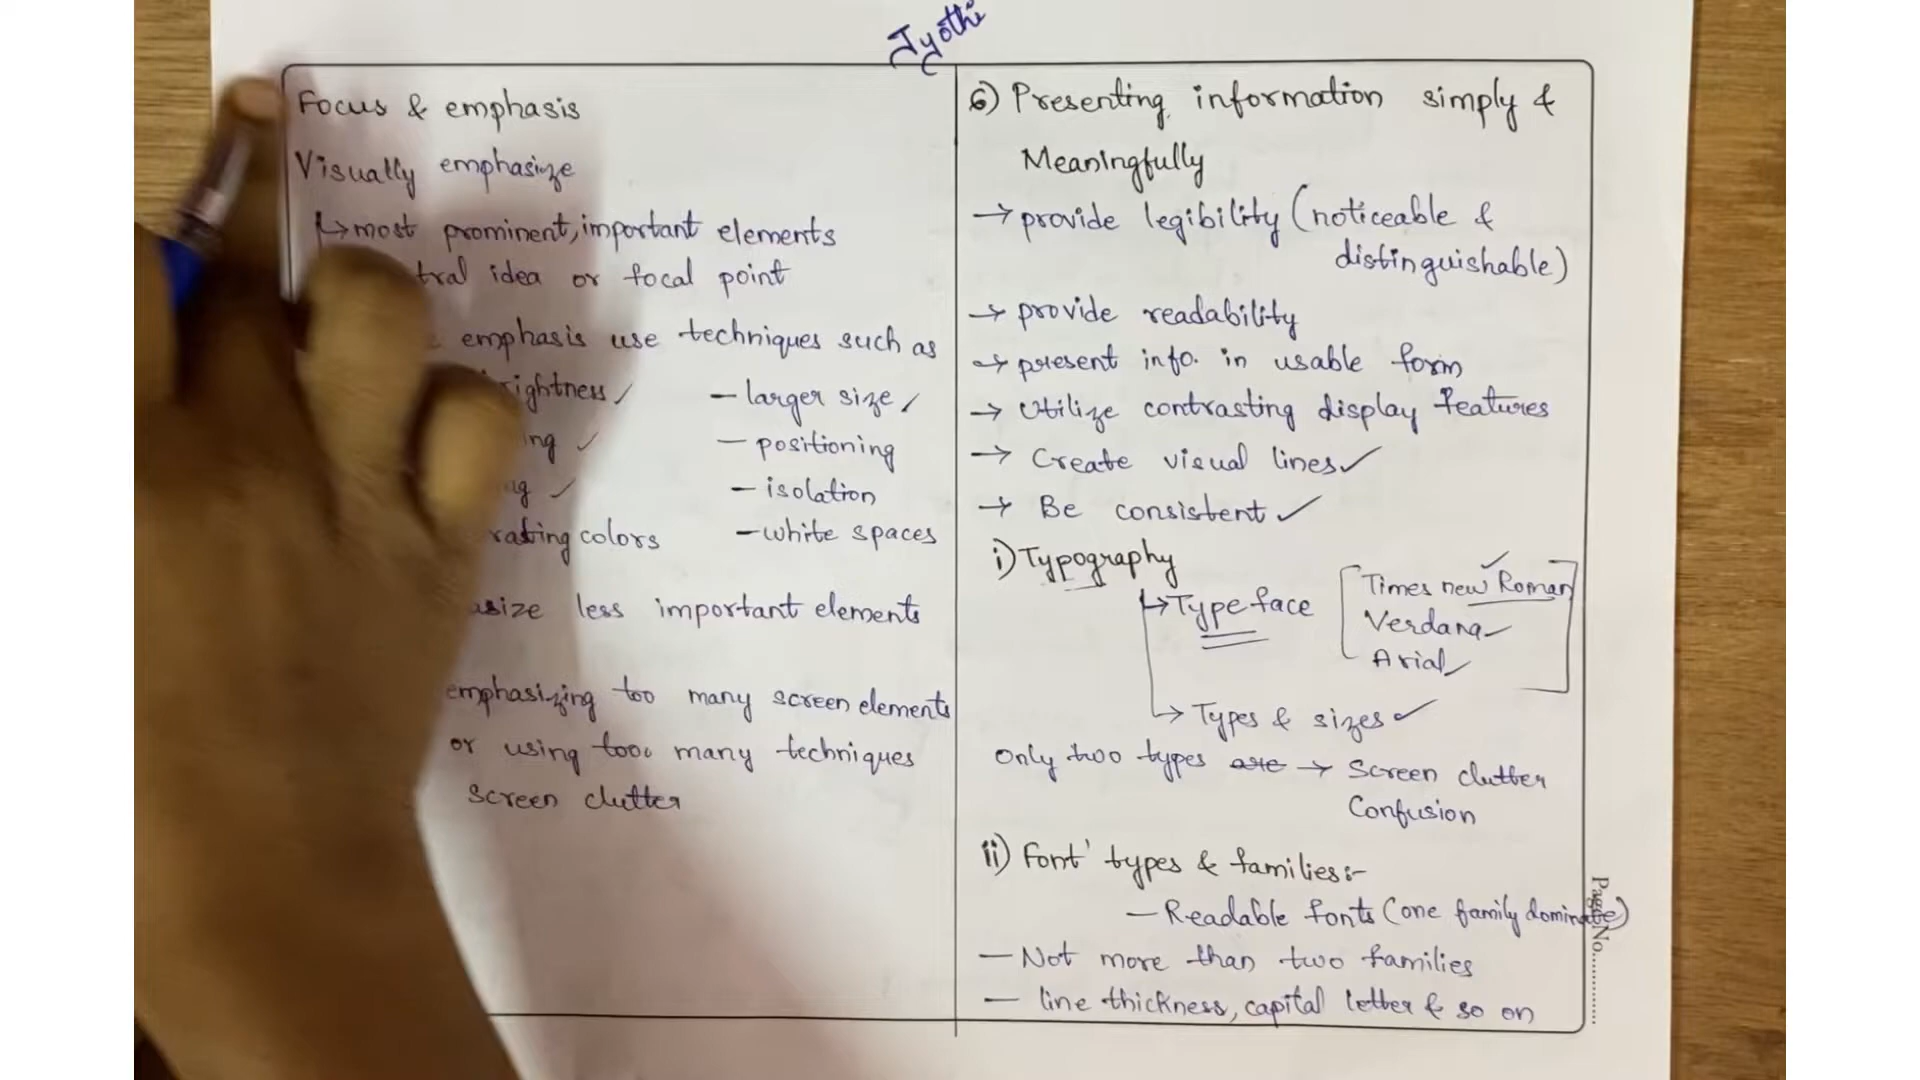 Jyothi
Focus & emphasis
Visually emphasize
↳ most prominent, important elements
tral idea or focal point
emphasis use techniques such as
rightness ✓ – larger size ✓
ing ✓ – positioning
ng ✓ – isolation
rasting colors – white spaces
asize less important elements
emphasizing too many screen elements
or using too many techniques
screen clutter
6) Presenting information simply &
Meaningfully
→ provide legibility (noticeable &
distinguishable)
→ provide readability
→ present info. in usable form
→ Utilize contrasting display features
→ Create visual lines ✓
→ Be consistent ✓
i) Typography
↳ Type face [Times new Roman
Verdana
Arial]
→ Types & sizes ✓
Only two types are → Screen clutter
Confusion
ii) Font types & families:-
– Readable fonts (one family dominate)
– Not more than two families
– line thickness, capital letter & so on
Page No.............